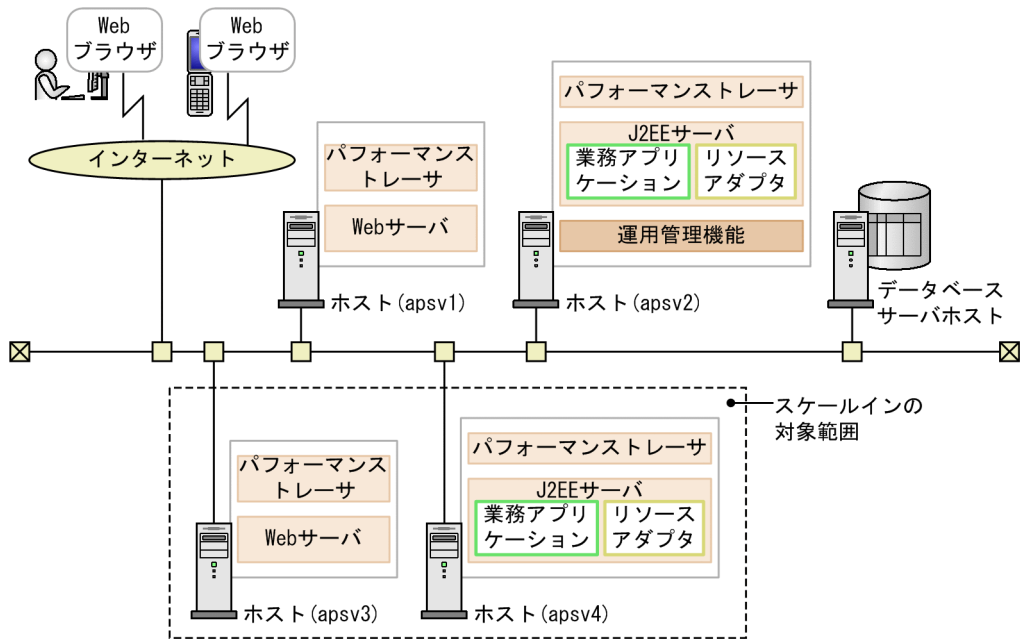 Web
ブラウザ
Web
ブラウザ
インターネット
パフォーマンス
トレーサ
Webサーバ
ホスト(apsv1)
パフォーマンストレーサ
J2EEサーバ
業務アプリ
ケーション
リソース
アダプタ
運用管理機能
ホスト(apsv2)
データベース
サーバホスト
スケールインの
対象範囲
パフォーマンス
トレーサ
Webサーバ
ホスト(apsv3)
パフォーマンストレーサ
J2EEサーバ
業務アプリ
ケーション
リソース
アダプタ
ホスト(apsv4)